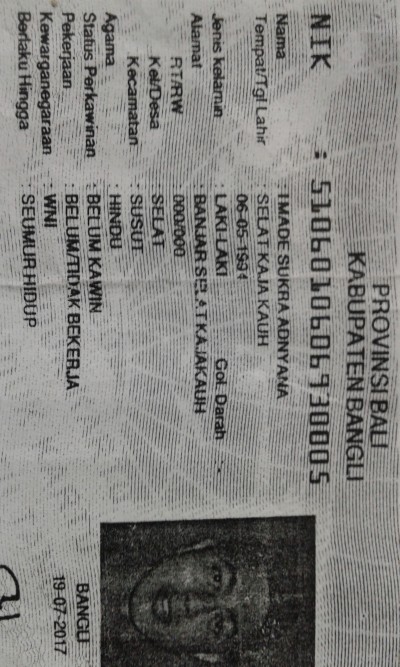 PROVINSI BALI
KABUPATEN BANGLI
NIK : 5106010606930005
Nama : I MADE SUKRA ADNYANA
Tempat/Tgl Lahir : SELAT KAJA KAUH
06-05-1994
Jenis kelamin : LAKI-LAKI Gol. Darah : -
Alamat : BANJAR SELAT KAJAKAUH
RT/RW : 000/000
Kel/Desa : SELAT
Kecamatan : SUSUT
Agama : HINDU
Status Perkawinan : BELUM KAWIN
Pekerjaan : BELUM/TIDAK BEKERJA
Kewarganegaraan : WNI
Berlaku Hingga : SEUMUR HIDUP
BANGLI
19-07-2017